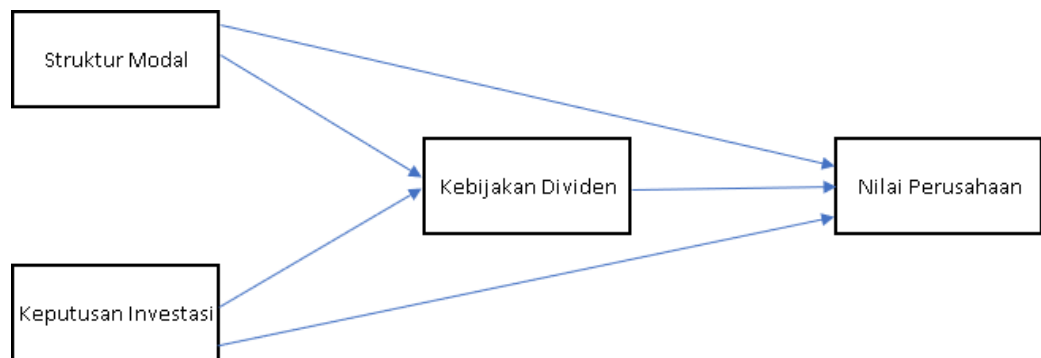 Struktur Modal
Kebijakan Dividen
Nilai Perusahaan
Keputusan Investasi